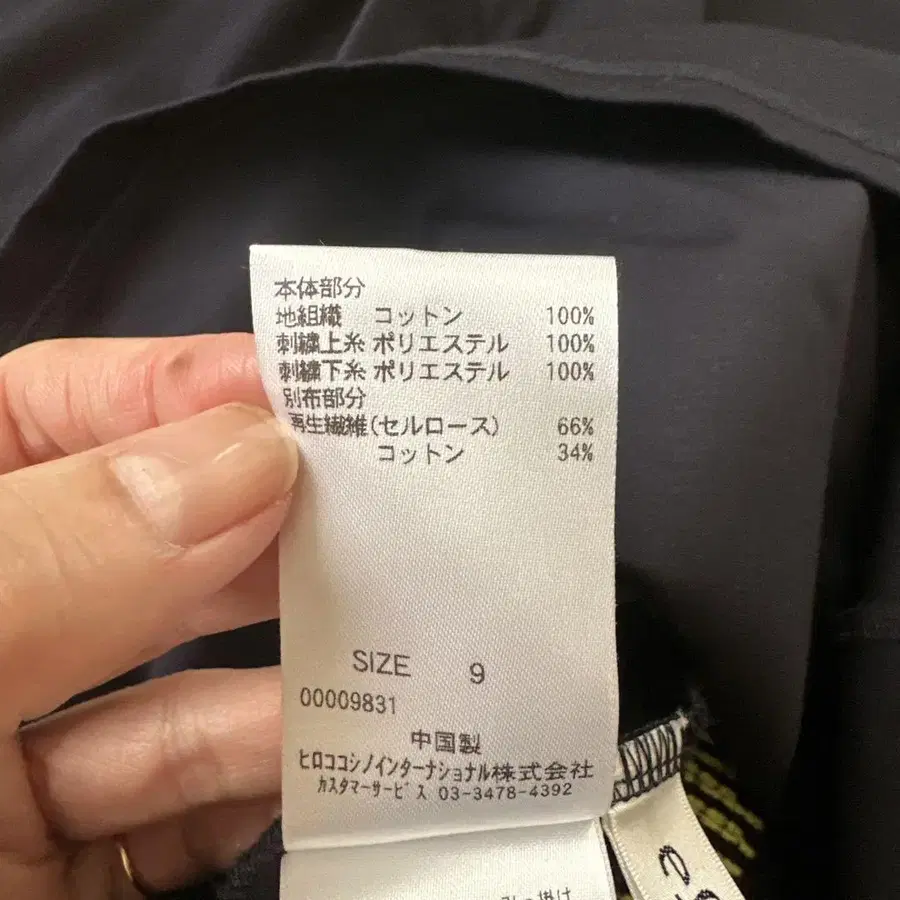 本体部分
地組織 コットン 100%
刺繍上糸 ポリエステル 100%
刺繍下糸 ポリエステル 100%
別布部分
再生繊維(セルロース) 66%
コットン 34%
SIZE 9
00009831
中国製
ヒロココシノインターナショナル株式会社
カスタマーサービス 03-3478-4392